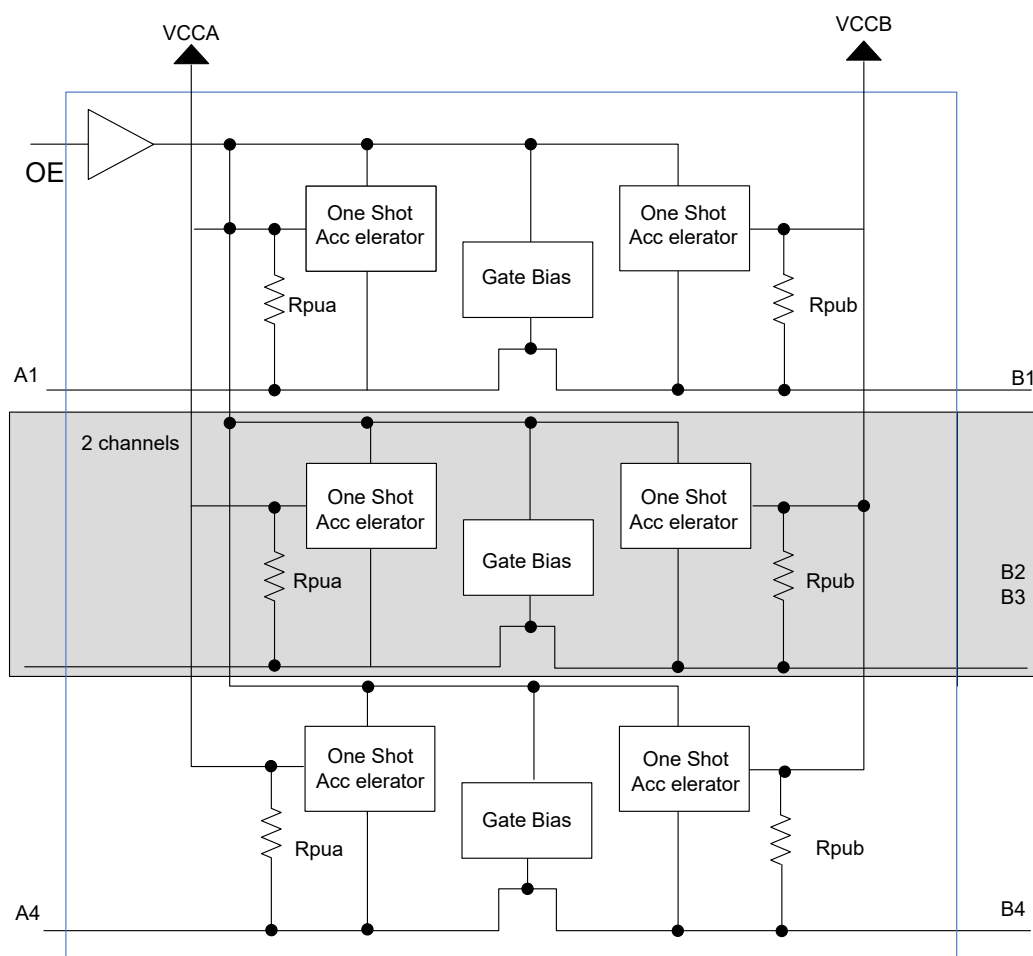 VCCA
VCCB
OE
One Shot
Acc elerator
One Shot
Acc elerator
Gate Bias
Rpua
Rpub
A1
B1
2 channels
One Shot
Acc elerator
One Shot
Acc elerator
Gate Bias
Rpua
Rpub
B2
B3
One Shot
Acc elerator
One Shot
Acc elerator
Gate Bias
Rpua
Rpub
A4
B4